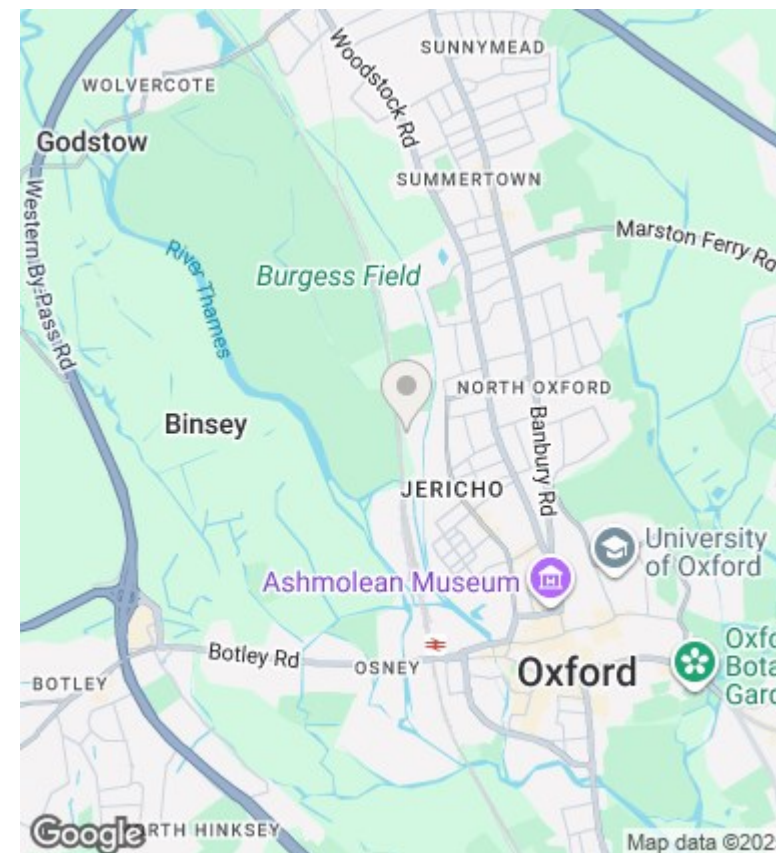 SUNNYMEAD
Woodstock Rd
WOLVERCOTE
Godstow
SUMMERTOWN
Marston Ferry Rd
Western By-Pass Rd
River Thames
Burgess Field
NORTH OXFORD
Binsey
Banbury Rd
JERICHO
University
of Oxford
Ashmolean Museum
Botley Rd
OSNEY
Oxford
Oxfo
Bota
Gard
BOTLEY
Google
RTH HINKSEY
Map data ©202